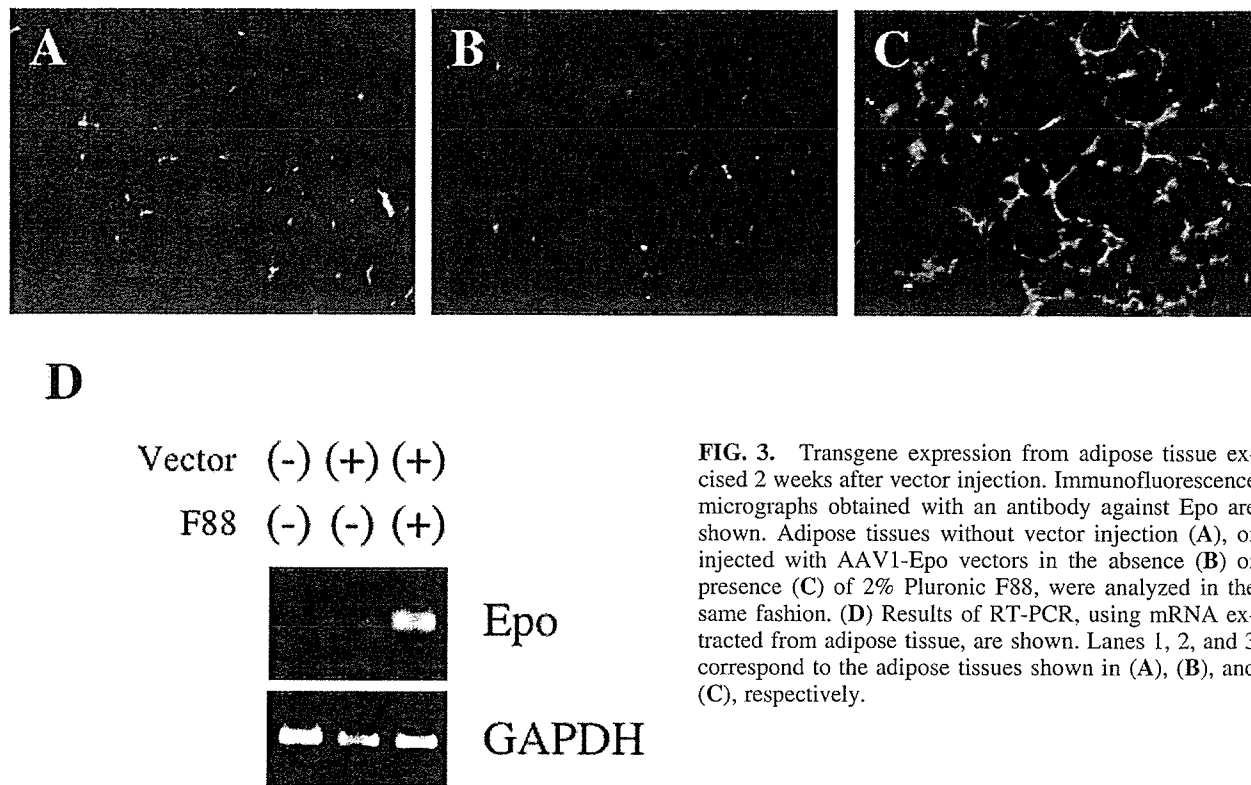 A
B
C
D
Vector (-) (+) (+)
F88 (-) (-) (+)
Epo
GAPDH
FIG. 3. Transgene expression from adipose tissue ex-
cised 2 weeks after vector injection. Immunofluorescence
micrographs obtained with an antibody against Epo are
shown. Adipose tissues without vector injection (A), or
injected with AAV1-Epo vectors in the absence (B) or
presence (C) of 2% Pluronic F88, were analyzed in the
same fashion. (D) Results of RT-PCR, using mRNA ex-
tracted from adipose tissue, are shown. Lanes 1, 2, and 3
correspond to the adipose tissues shown in (A), (B), and
(C), respectively.